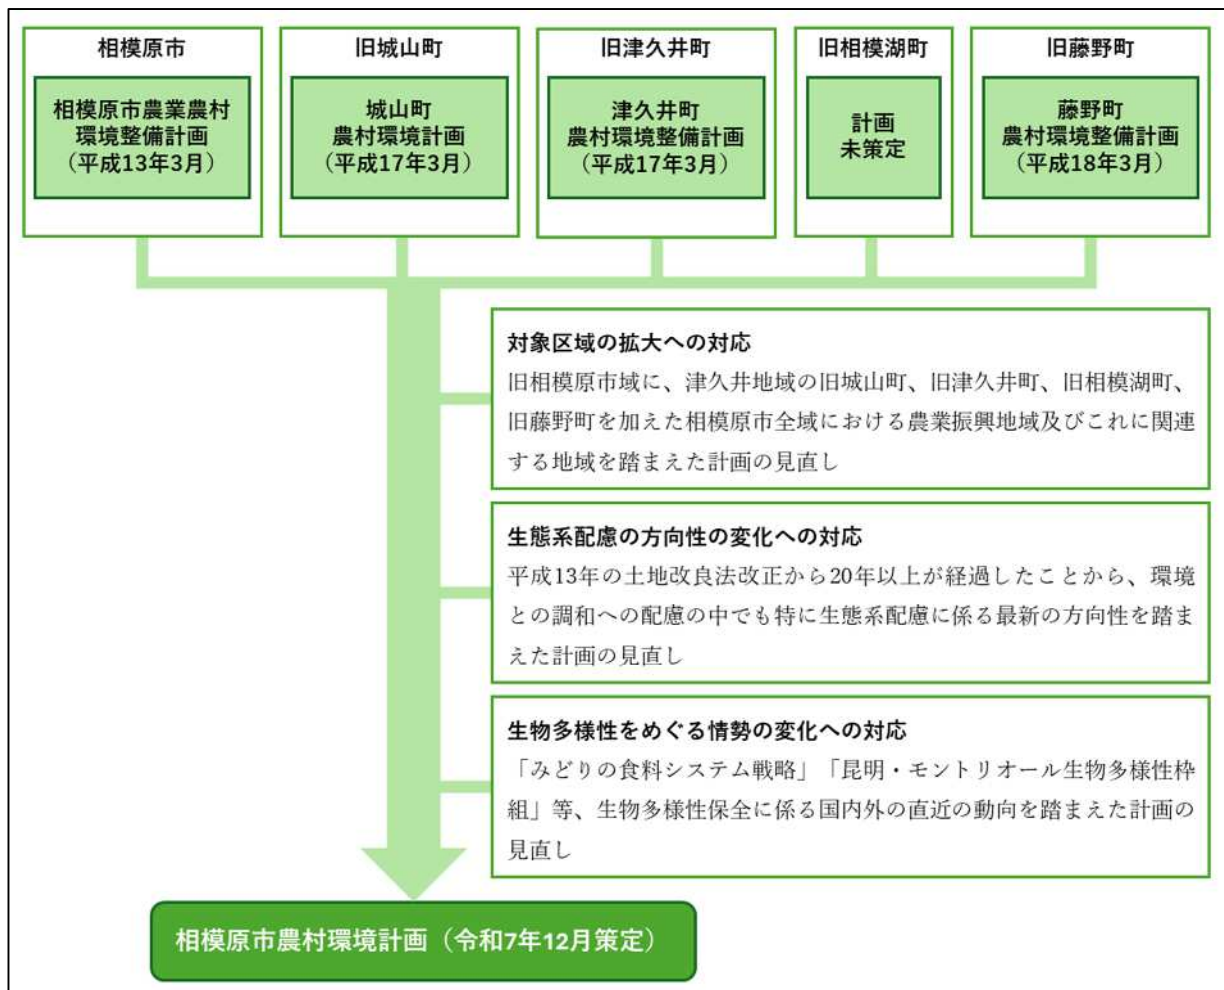 相模原市
相模原市農業農村
環境整備計画
（平成13年3月）
旧城山町
城山町
農村環境計画
（平成17年3月）
旧津久井町
津久井町
農村環境整備計画
（平成17年3月）
旧相模湖町
計画
未策定
旧藤野町
藤野町
農村環境整備計画
（平成18年3月）
対象区域の拡大への対応
旧相模原市域に、津久井地域の旧城山町、旧津久井町、旧相模湖町、
旧藤野町を加えた相模原市全域における農業振興地域及びこれに関連
する地域を踏まえた計画の見直し
生態系配慮の方向性の変化への対応
平成13年の土地改良法改正から20年以上が経過したことから、環境
との調和への配慮の中でも特に生態系配慮に係る最新の方向性を踏ま
えた計画の見直し
生物多様性をめぐる情勢の変化への対応
「みどりの食料システム戦略」「昆明・モントリオール生物多様性枠
組」等、生物多様性保全に係る国内外の直近の動向を踏まえた計画の
見直し
相模原市農村環境計画（令和7年12月策定）